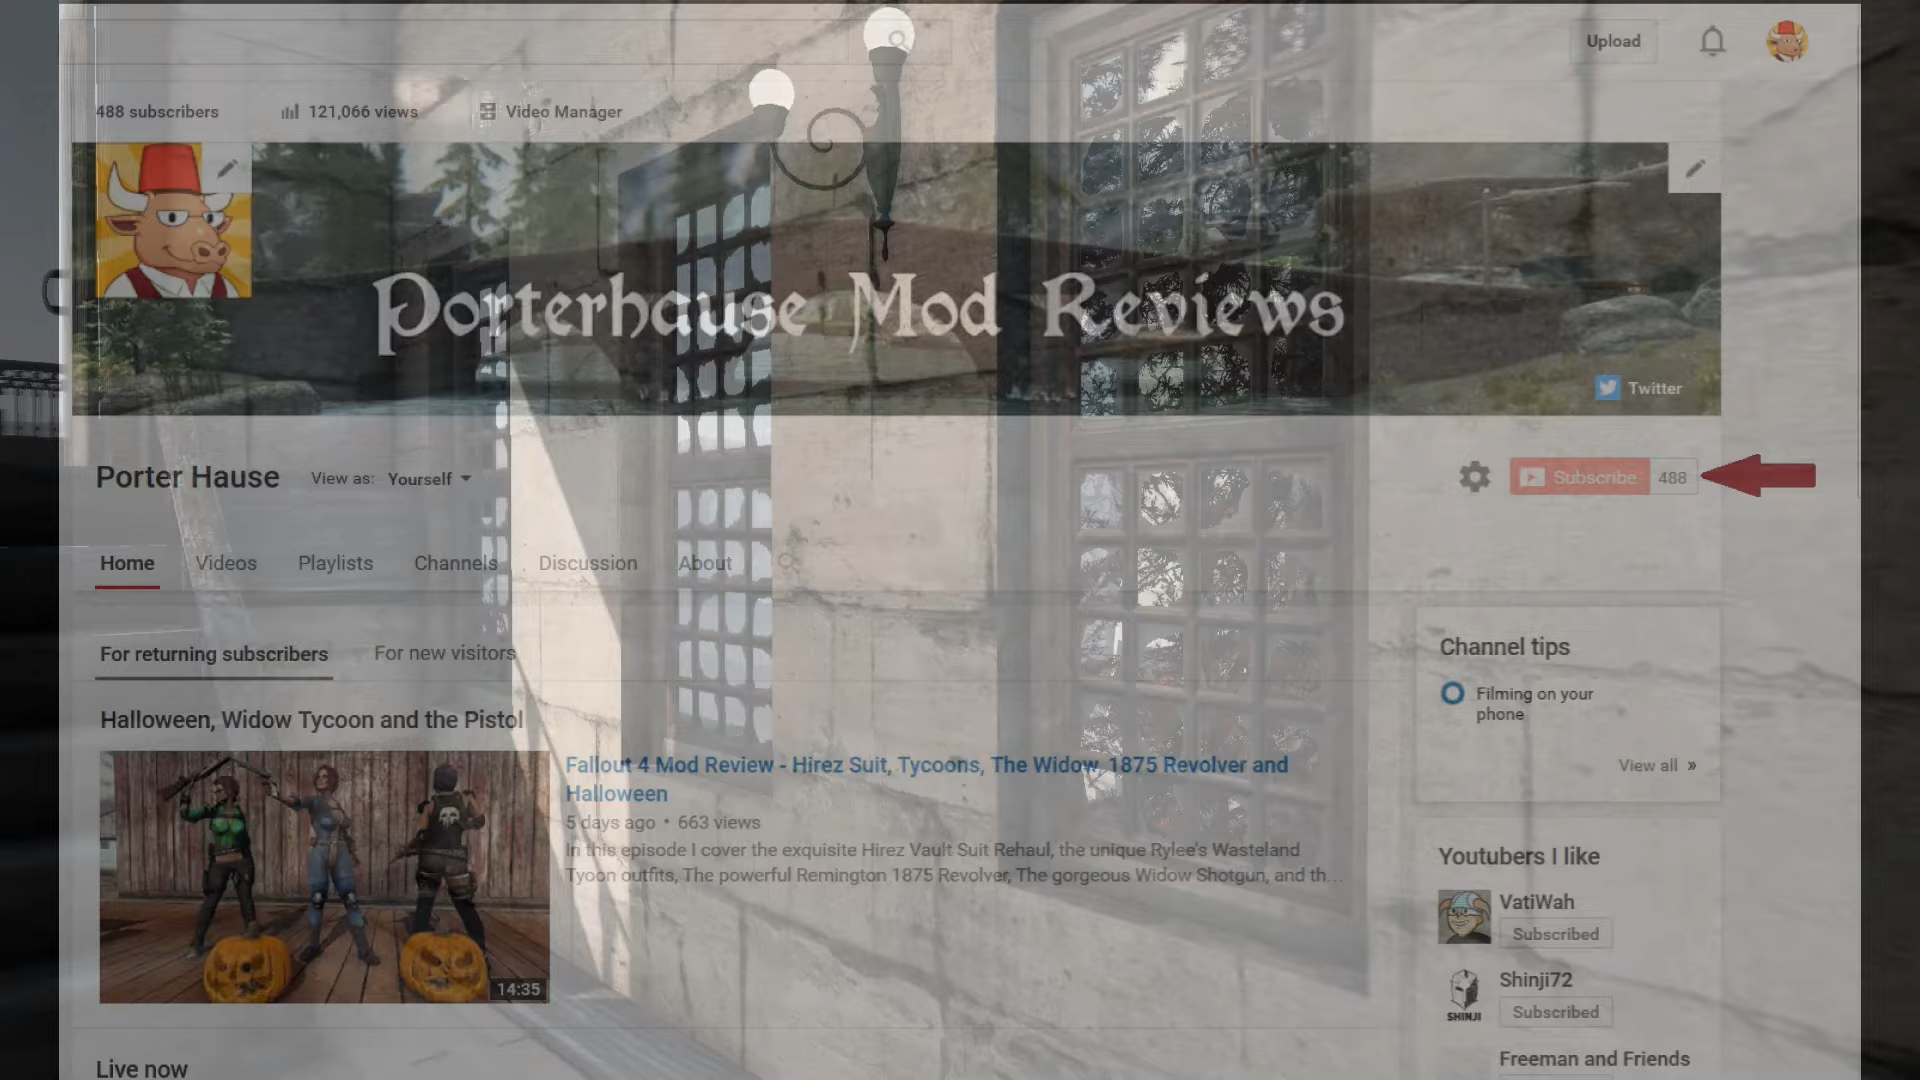 Upload
488 subscribers
121,066 views
Video Manager
Porterhause Mod Reviews
Twitter
Porter Hause
View as: Yourself
Subscribe 488
Home Videos Playlists Channels Discussion About
For returning subscribers For new visitors
Halloween, Widow Tycoon and the Pistol
Fallout 4 Mod Review - Hirez Suit, Tycoons, The Widow, 1875 Revolver and
Halloween
5 days ago • 663 views
In this episode I cover the exquisite Hirez Vault Suit Rehaul, the unique Rylee's Wasteland
Tycoon outfits, The powerful Remington 1875 Revolver, The gorgeous Widow Shotgun, and th…
14:35
Live now
Channel tips
Filming on your
phone
View all »
Youtubers I like
VatiWah
Subscribed
Shinji72
SHINJI
Subscribed
Freeman and Friends